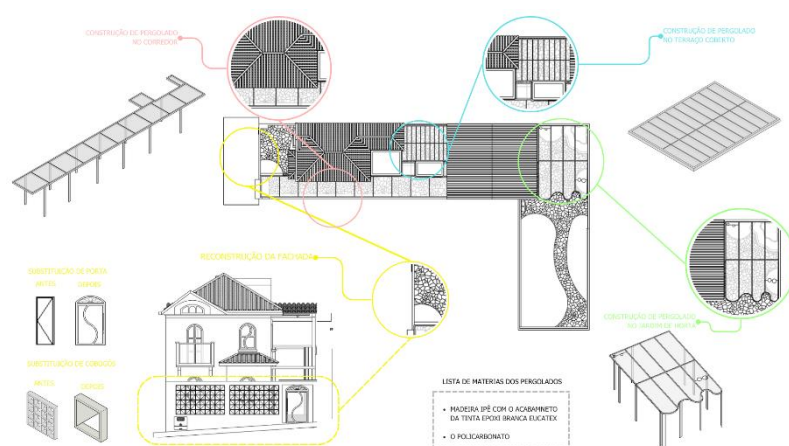 CONSTRUÇÃO DE PERGOLADO
NO CORREDOR
CONSTRUÇÃO DE PERGOLADO
NO TERRAÇO COBERTO
RECONSTRUÇÃO DA FACHADA
SUBSTITUIÇÃO DE PORTA
ANTES
DEPOIS
SUBSTITUIÇÃO DE COBOGÓS
ANTES
DEPOIS
CONSTRUÇÃO DE PERGOLADO
NO JARDIM DE HORTA
LISTA DE MATERIAS DOS PERGOLADOS
• MADEIRA IPÊ COM O ACABAMNETO
DA TINTA EPOXI BRANCA EUCATEX
• O POLICARBONATO